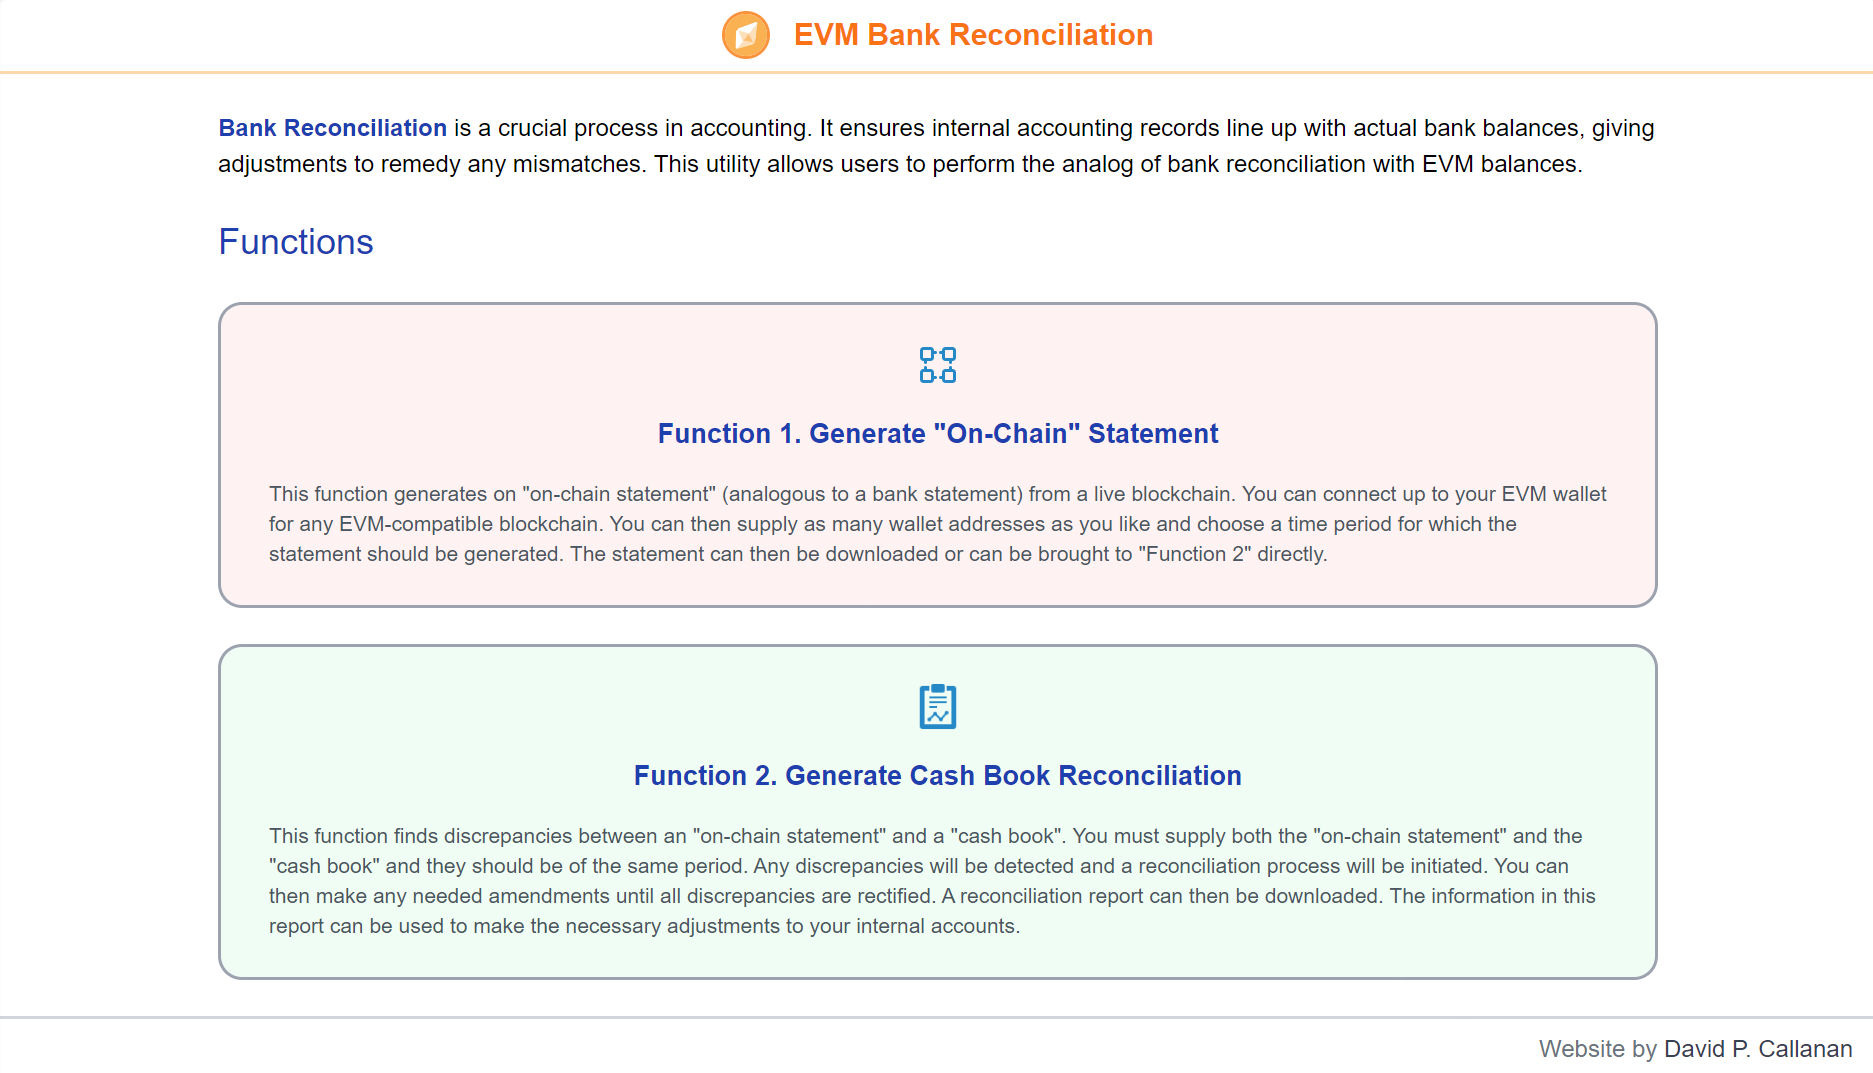 EVM Bank Reconciliation
Bank Reconciliation is a crucial process in accounting. It ensures internal accounting records line up with actual bank balances, giving
adjustments to remedy any mismatches. This utility allows users to perform the analog of bank reconciliation with EVM balances.
Functions
Function 1. Generate "On-Chain" Statement
This function generates on "on-chain statement" (analogous to a bank statement) from a live blockchain. You can connect up to your EVM wallet
for any EVM-compatible blockchain. You can then supply as many wallet addresses as you like and choose a time period for which the
statement should be generated. The statement can then be downloaded or can be brought to "Function 2" directly.
Function 2. Generate Cash Book Reconciliation
This function finds discrepancies between an "on-chain statement" and a "cash book". You must supply both the "on-chain statement" and the
"cash book" and they should be of the same period. Any discrepancies will be detected and a reconciliation process will be initiated. You can
then make any needed amendments until all discrepancies are rectified. A reconciliation report can then be downloaded. The information in this
report can be used to make the necessary adjustments to your internal accounts.
Website by David P. Callanan